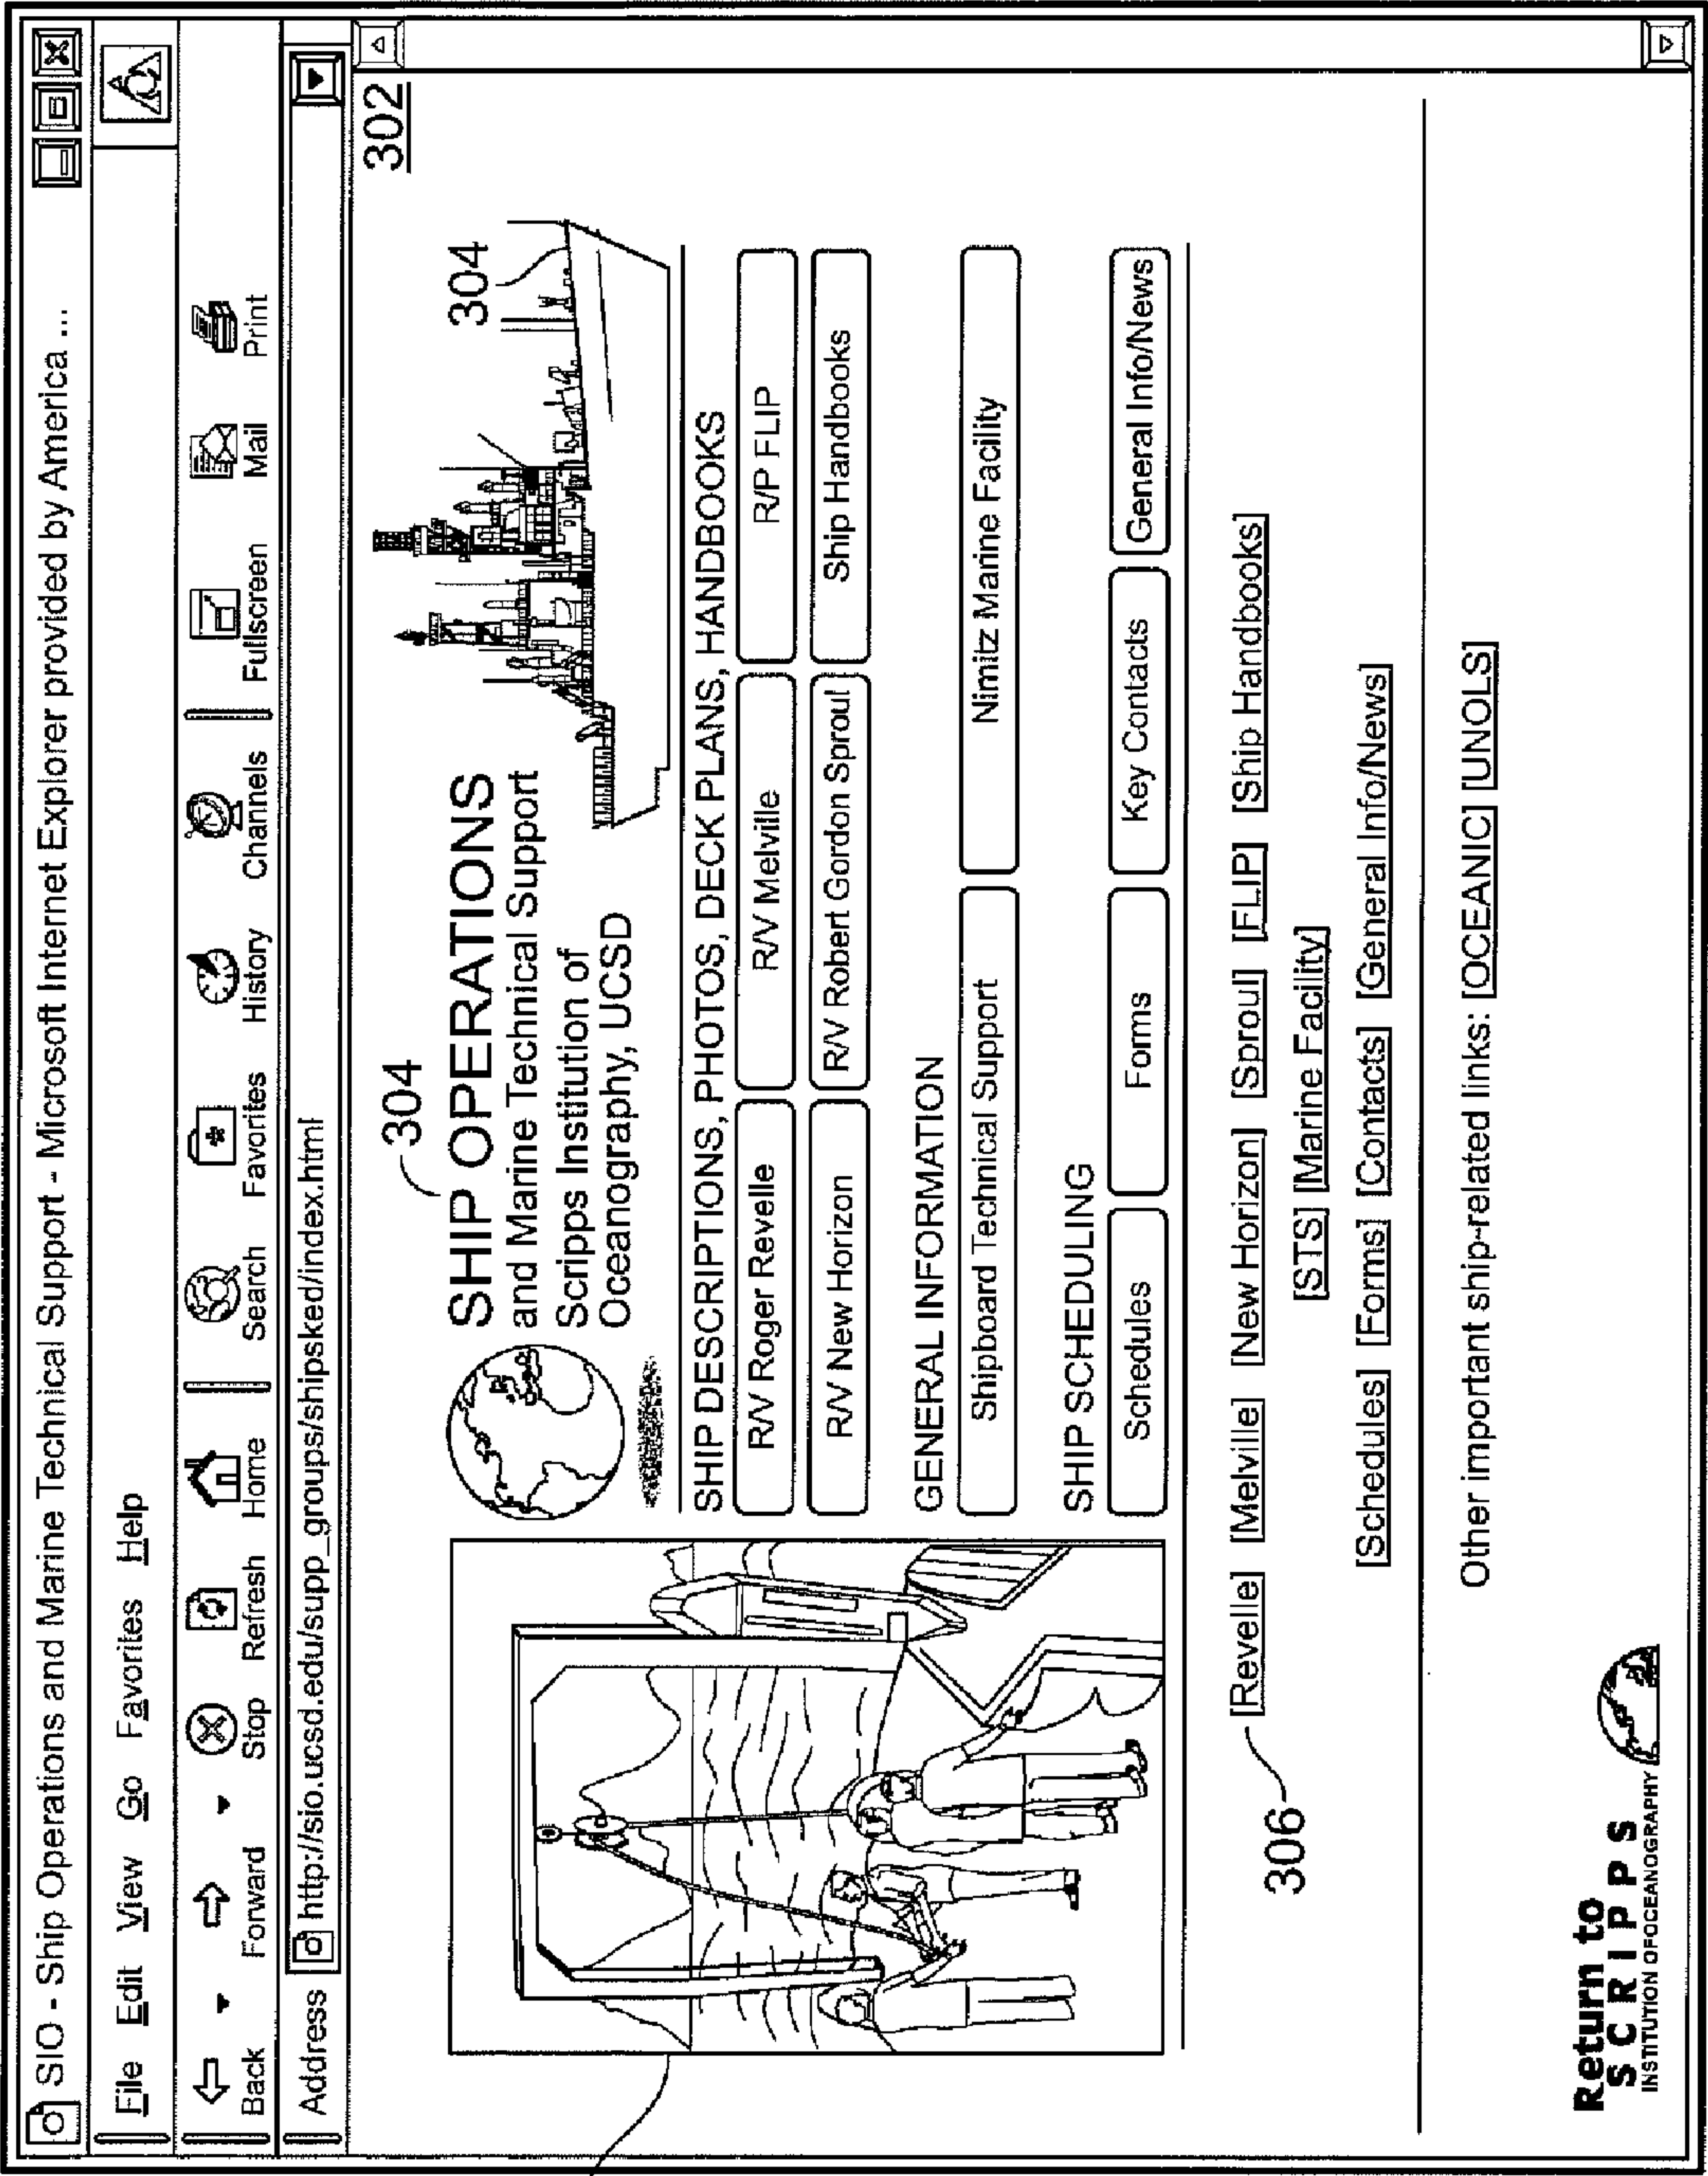 SIO - Ship Operations and Marine Technical Support - Microsoft Internet Explorer provided by America ...
File Edit View Go Favorites Help
Back Forward Stop Refresh Home Search Favorites History Channels Fullscreen Mail Print
Address http://sio.ucsd.edu/supp_groups/shipsked/index.html
302
304
304
SHIP OPERATIONS
and Marine Technical Support
Scripps Institution of
Oceanography, UCSD
SHIP DESCRIPTIONS, PHOTOS, DECK PLANS, HANDBOOKS
R/V Roger Revelle R/V Melville R/P FLIP
R/V New Horizon R/V Robert Gordon Sproul Ship Handbooks
GENERAL INFORMATION
Shipboard Technical Support Nimitz Marine Facility
SHIP SCHEDULING
Schedules Forms Key Contacts General Info/News
306
[Revelle] [Melville] [New Horizon] [Sproul] [FLIP] [Ship Handbooks]
[STS] [Marine Facility]
[Schedules] [Forms] [Contacts] [General Info/News]
Other important ship-related links: [OCEANIC] [UNOLS]
Return to
SCRIPPS
INSTITUTION OFOCEANOGRAPHY